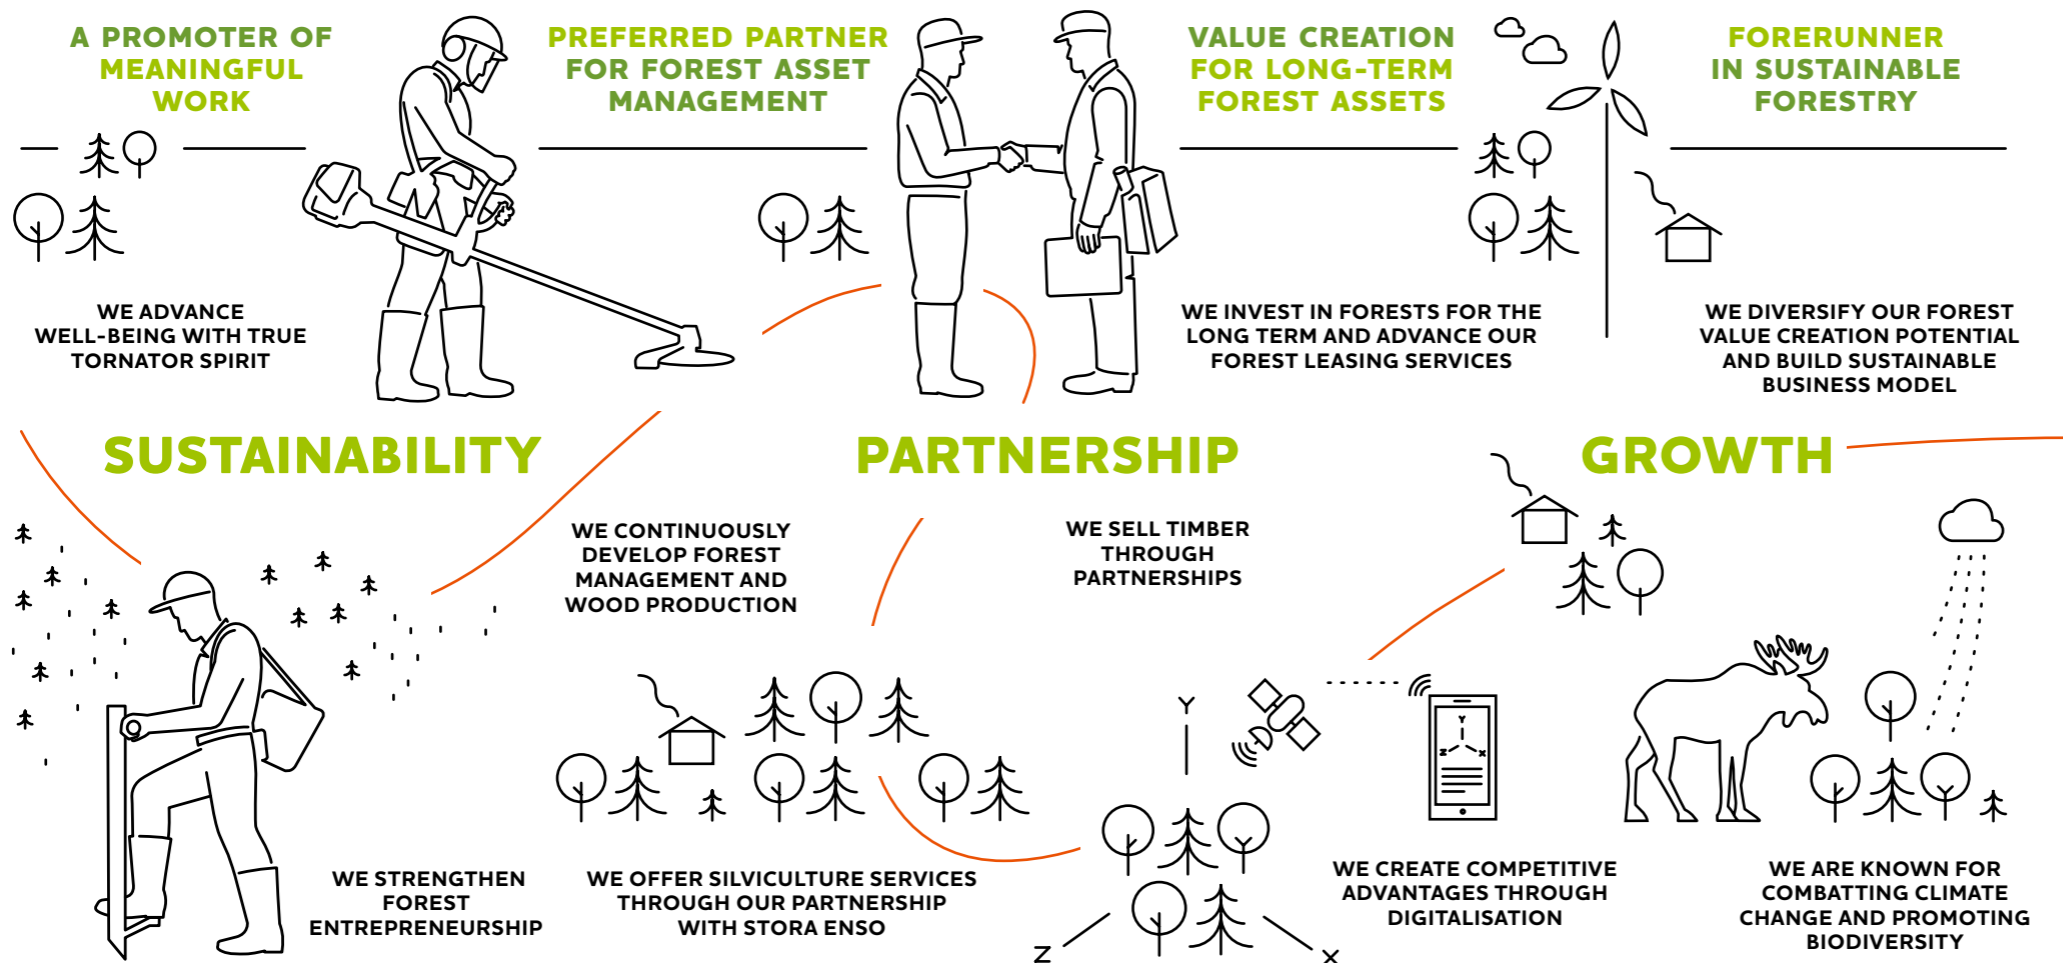 A PROMOTER OF
MEANINGFUL
WORK
PREFERRED PARTNER
FOR FOREST ASSET
MANAGEMENT
VALUE CREATION
FOR LONG-TERM
FOREST ASSETS
FORERUNNER
IN SUSTAINABLE
FORESTRY
WE ADVANCE
WELL-BEING WITH TRUE
TORNATOR SPIRIT
WE INVEST IN FORESTS FOR THE
LONG TERM AND ADVANCE OUR
FOREST LEASING SERVICES
WE DIVERSIFY OUR FOREST
VALUE CREATION POTENTIAL
AND BUILD SUSTAINABLE
BUSINESS MODEL
SUSTAINABILITY
PARTNERSHIP
GROWTH
WE CONTINUOUSLY
DEVELOP FOREST
MANAGEMENT AND
WOOD PRODUCTION
WE SELL TIMBER
THROUGH
PARTNERSHIPS
Y
Y
Z
X
WE STRENGTHEN
FOREST
ENTREPRENEURSHIP
WE OFFER SILVICULTURE SERVICES
THROUGH OUR PARTNERSHIP
WITH STORA ENSO
Z
X
WE CREATE COMPETITIVE
ADVANTAGES THROUGH
DIGITALISATION
WE ARE KNOWN FOR
COMBATTING CLIMATE
CHANGE AND PROMOTING
BIODIVERSITY